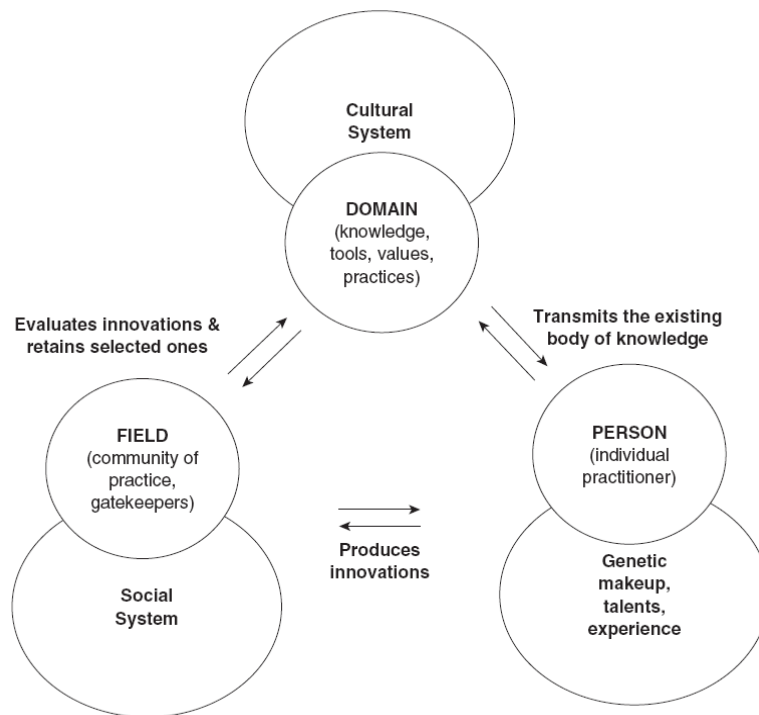 Cultural
System
DOMAIN
(knowledge,
tools, values,
practices)
Evaluates innovations &
retains selected ones
Transmits the existing
body of knowledge
FIELD
(community of
practice,
gatekeepers)
PERSON
(individual
practitioner)
Produces
innovations
Social
System
Genetic
makeup,
talents,
experience